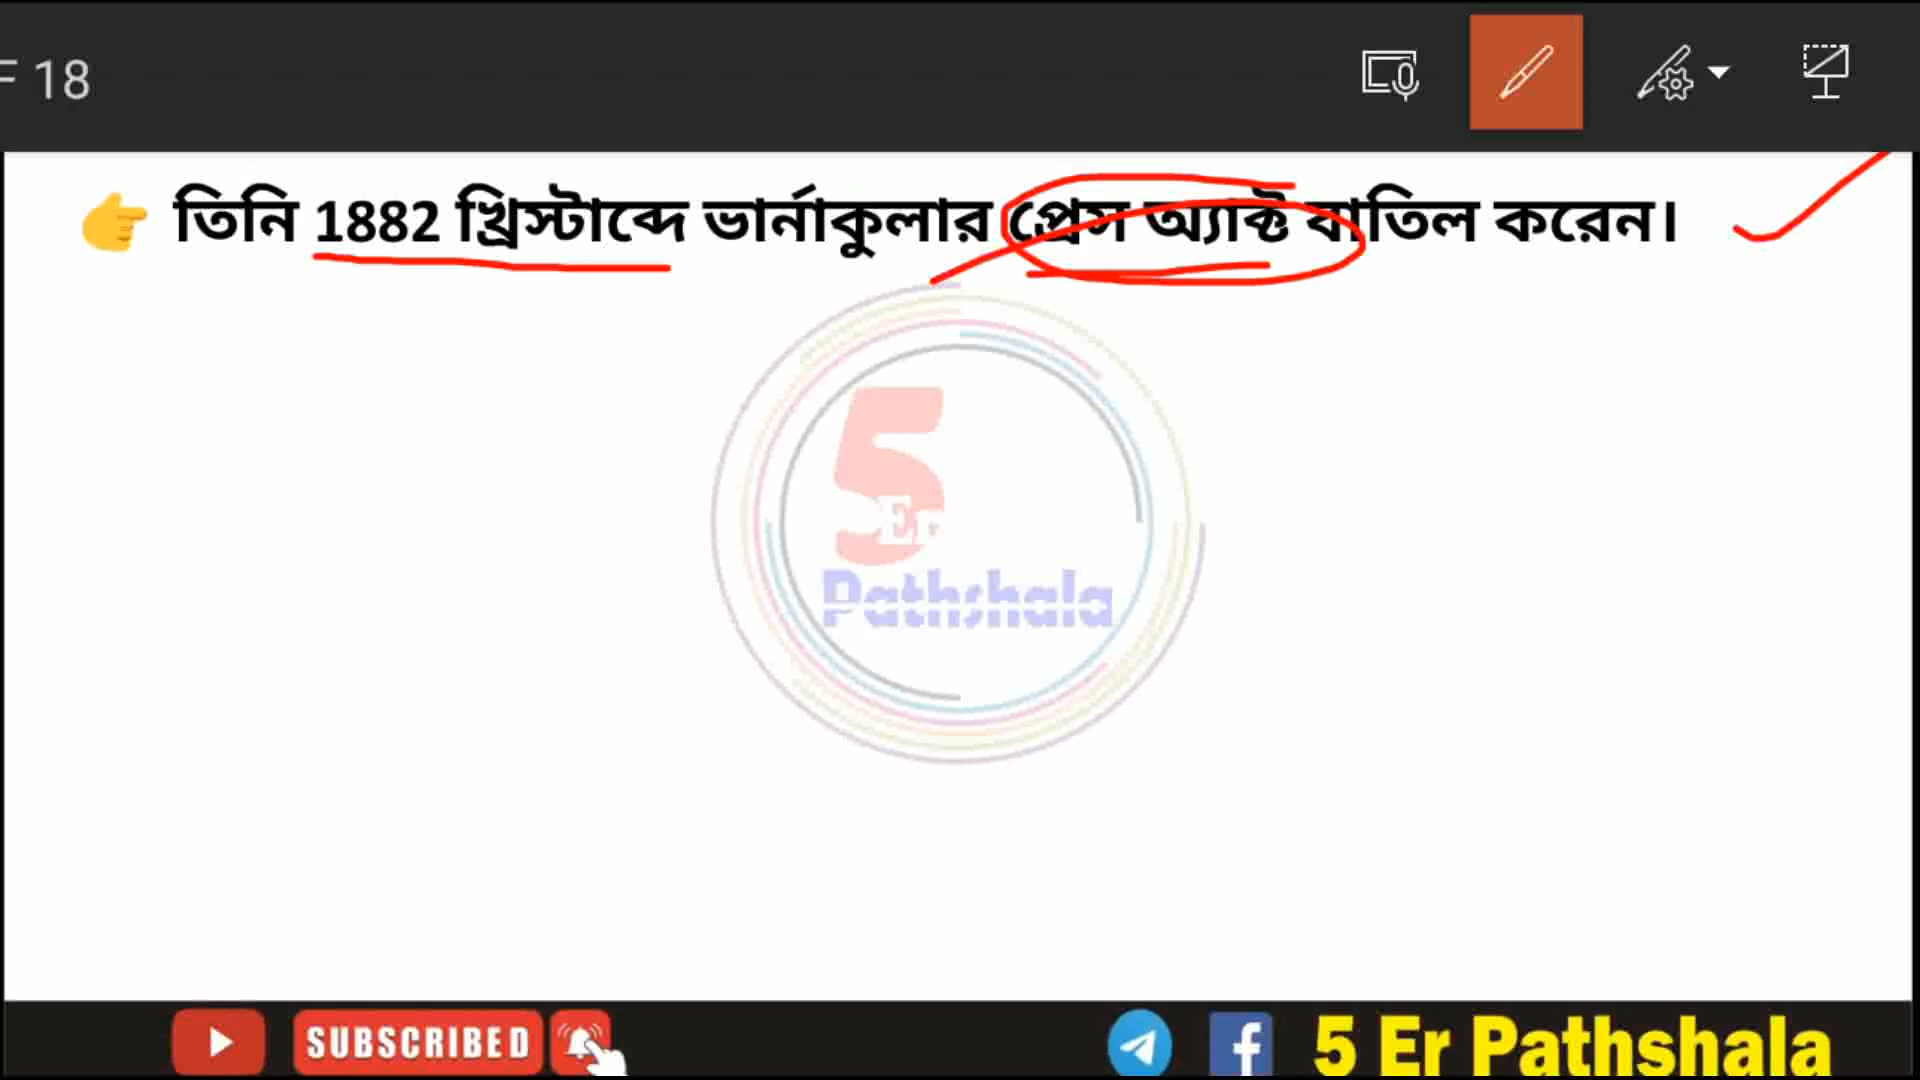 18
👉 তিনি 1882 খ্রিস্টাব্দে ভার্নাকুলার প্রেস অ্যাক্ট বাতিল করেন।
5
Er
Pathshala
SUBSCRIBED
5 Er Pathshala